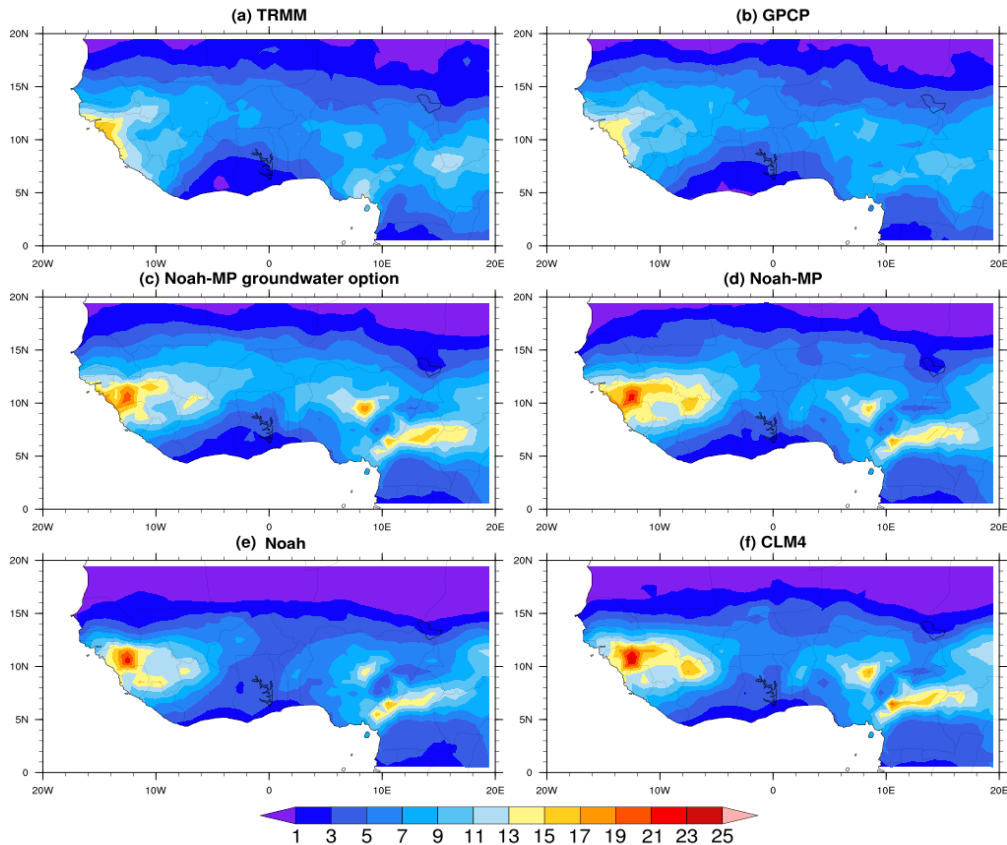 (a) TRMM
(b) GPCP
20N
15N
10N
5N
0
20W
10W
0
10E
20E
20N
15N
10N
5N
0
20W
10W
0
10E
20E
(c) Noah-MP groundwater option
(d) Noah-MP
20N
15N
10N
5N
0
20W
10W
0
10E
20E
20N
15N
10N
5N
0
20W
10W
0
10E
20E
(e) Noah
(f) CLM4
20N
15N
10N
5N
0
20W
10W
0
10E
20E
20N
15N
10N
5N
0
20W
10W
0
10E
20E
1 3 5 7 9 11 13 15 17 19 21 23 25